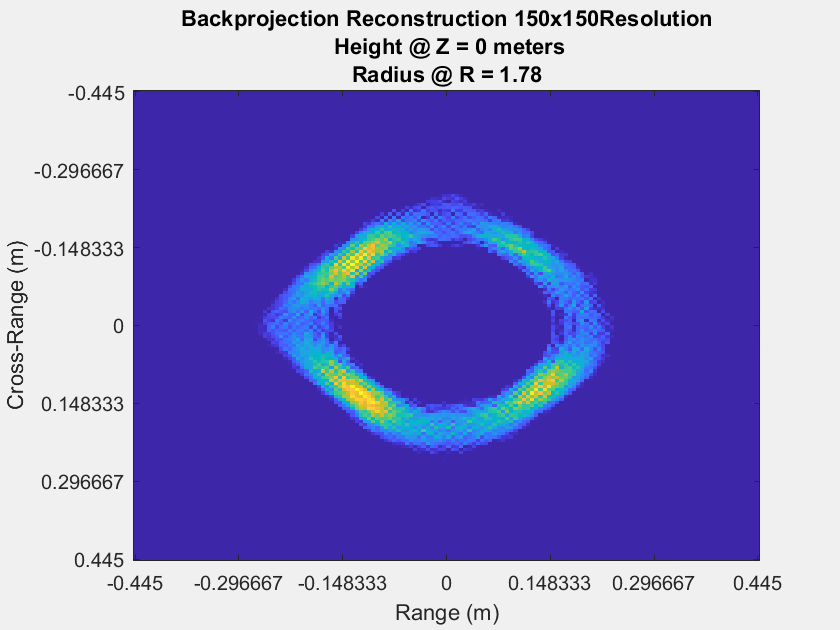 Backprojection Reconstruction 150x150Resolution
Height @ Z = 0 meters
Radius @ R = 1.78
-0.445
-0.296667
-0.148333
0
0.148333
0.296667
0.445
Cross-Range (m)
-0.445
-0.296667
-0.148333
0
0.148333
0.296667
0.445
Range (m)